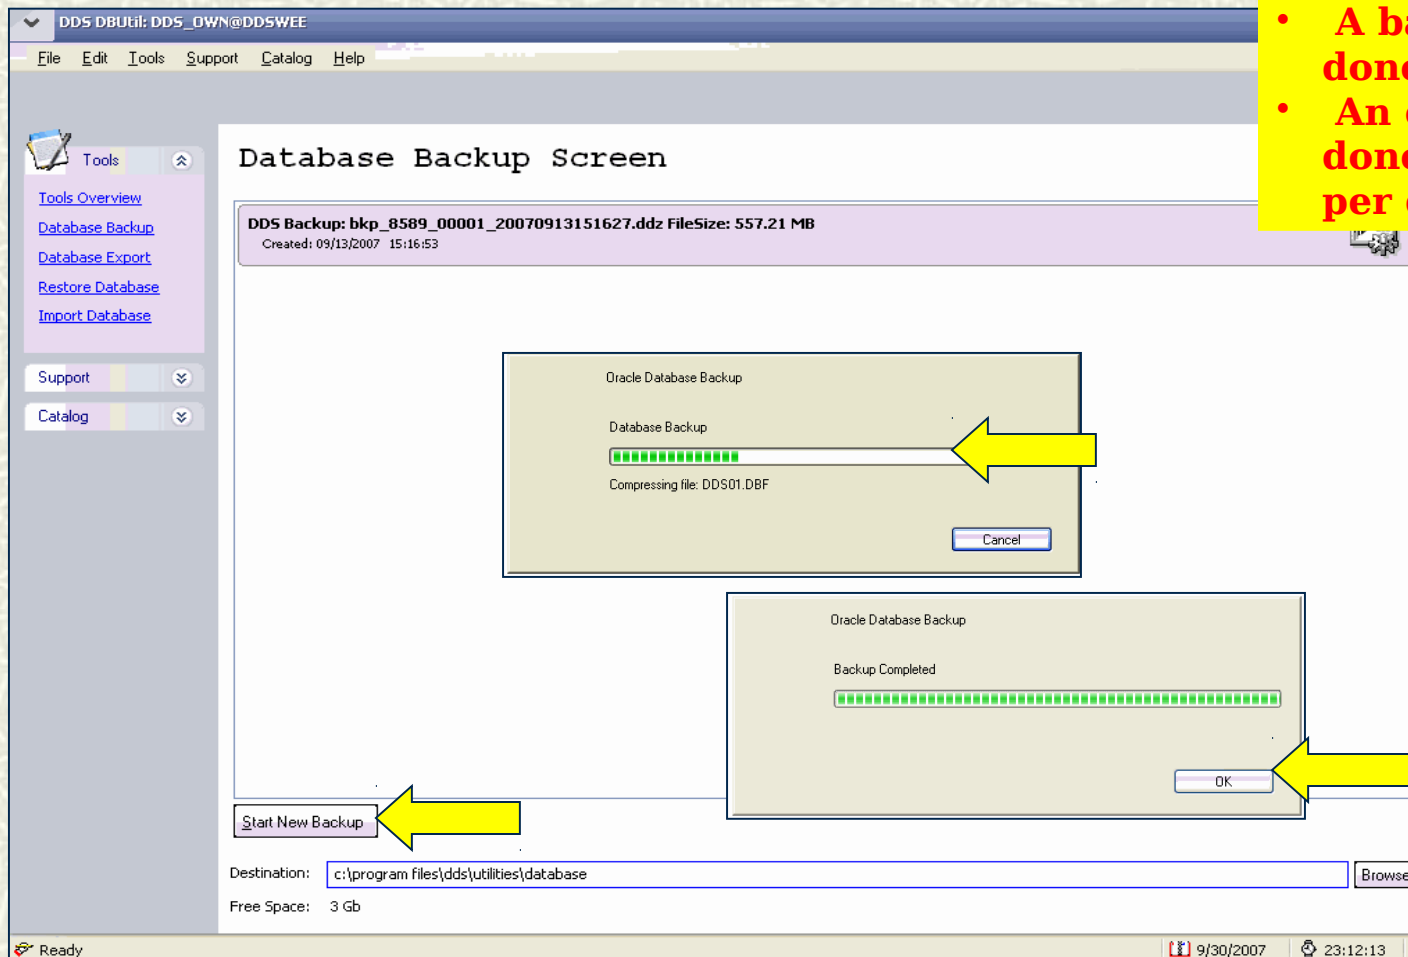 DDS DBUtil: DDS_OWN@DDSWEE
File Edit Tools Support Catalog Help
• A
• An
per
Tools
Tools Overview
Database Backup
Database Export
Restore Database
Import Database
Support
Catalog
Database Backup Screen
DDS Backup: bkp_8589_00001_20070913151627.ddz FileSize: 557.21 MB
Created: 09/13/2007 15:16:53
Oracle Database Backup
Database Backup
Compressing file: DDS01.DBF
Cancel
Oracle Database Backup
Backup Completed
OK
Start New Backup
Destination: c:\program files\dds\utilities\database Browse
Free Space: 3 Gb
Ready 9/30/2007 23:12:13